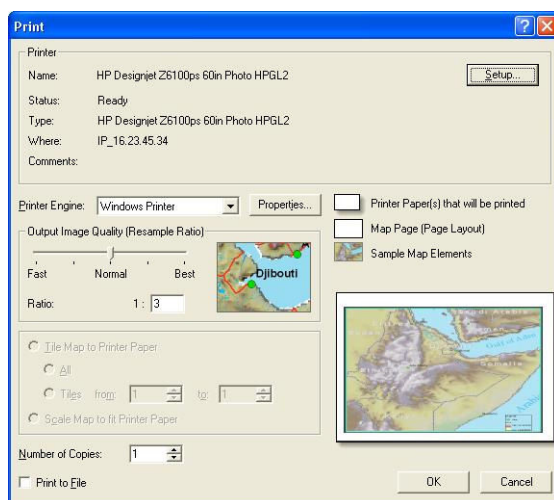 Print
Printer
Name: HP Designjet Z6100ps 60in Photo HPGL2
Setup...
Status: Ready
Type: HP Designjet Z6100ps 60in Photo HPGL2
Where: IP_16.23.45.34
Comments:
Printer Engine: Windows Printer Properties...
Printer Paper(s) that will be printed
Map Page (Page Layout)
Sample Map Elements
Output Image Quality (Resample Ratio)
Fast Normal Best
Djibouti
Ratio: 1 : 3
Tile Map to Printer Paper
All
Tiles from: 1 to: 1
Scale Map to fit Printer Paper
Gulf of Aden
Number of Copies: 1
Print to File
OK Cancel